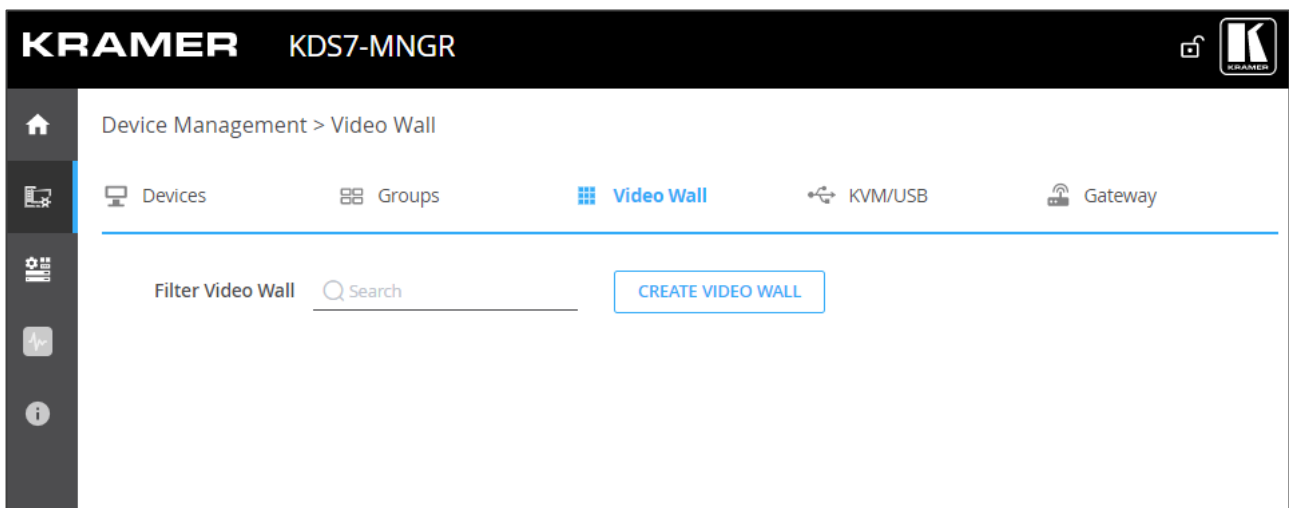 KRAMER KDS7-MNGR
KRAMER
Device Management > Video Wall
Devices Groups Video Wall KVM/USB Gateway
Filter Video Wall Search CREATE VIDEO WALL